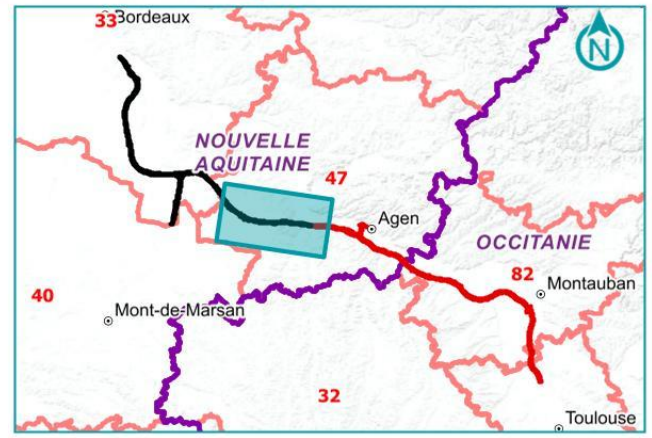 33 Bordeaux
N
NOUVELLE
AQUITAINE
47
Agen
OCCITANIE
82
Montauban
40
Mont-de-Marsan
32
Toulouse